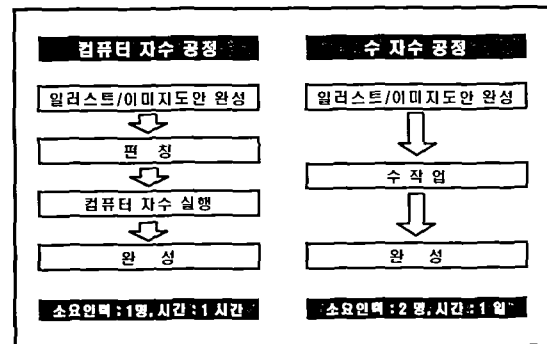 컴퓨터 자수 공정
일러스트/이미지도안 완성
펀 칭
컴퓨터 자수 실행
완 성
소요인력 : 1명, 시간 : 1 시간
수 자수 공정
일러스트/이미지도안 완성
수 작 업
완 성
소요인력 : 2 명, 시간 : 1 일